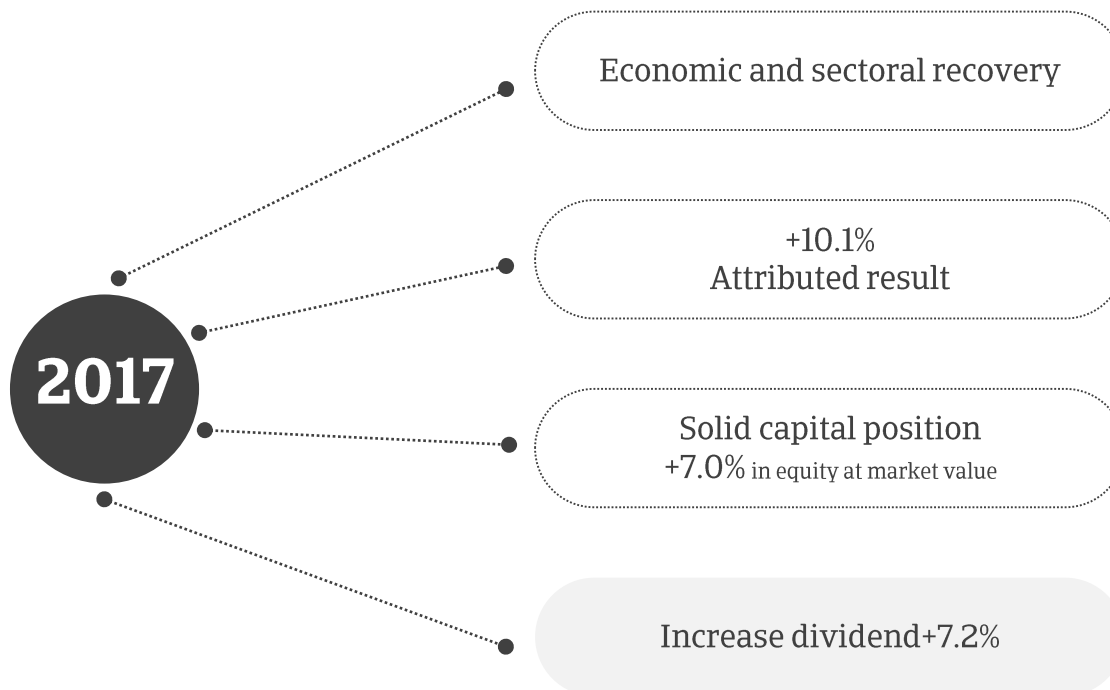 Economic and sectoral recovery
+10.1%
Attributed result
2017
Solid capital position
+7.0% in equity at market value
Increase dividend+7.2%